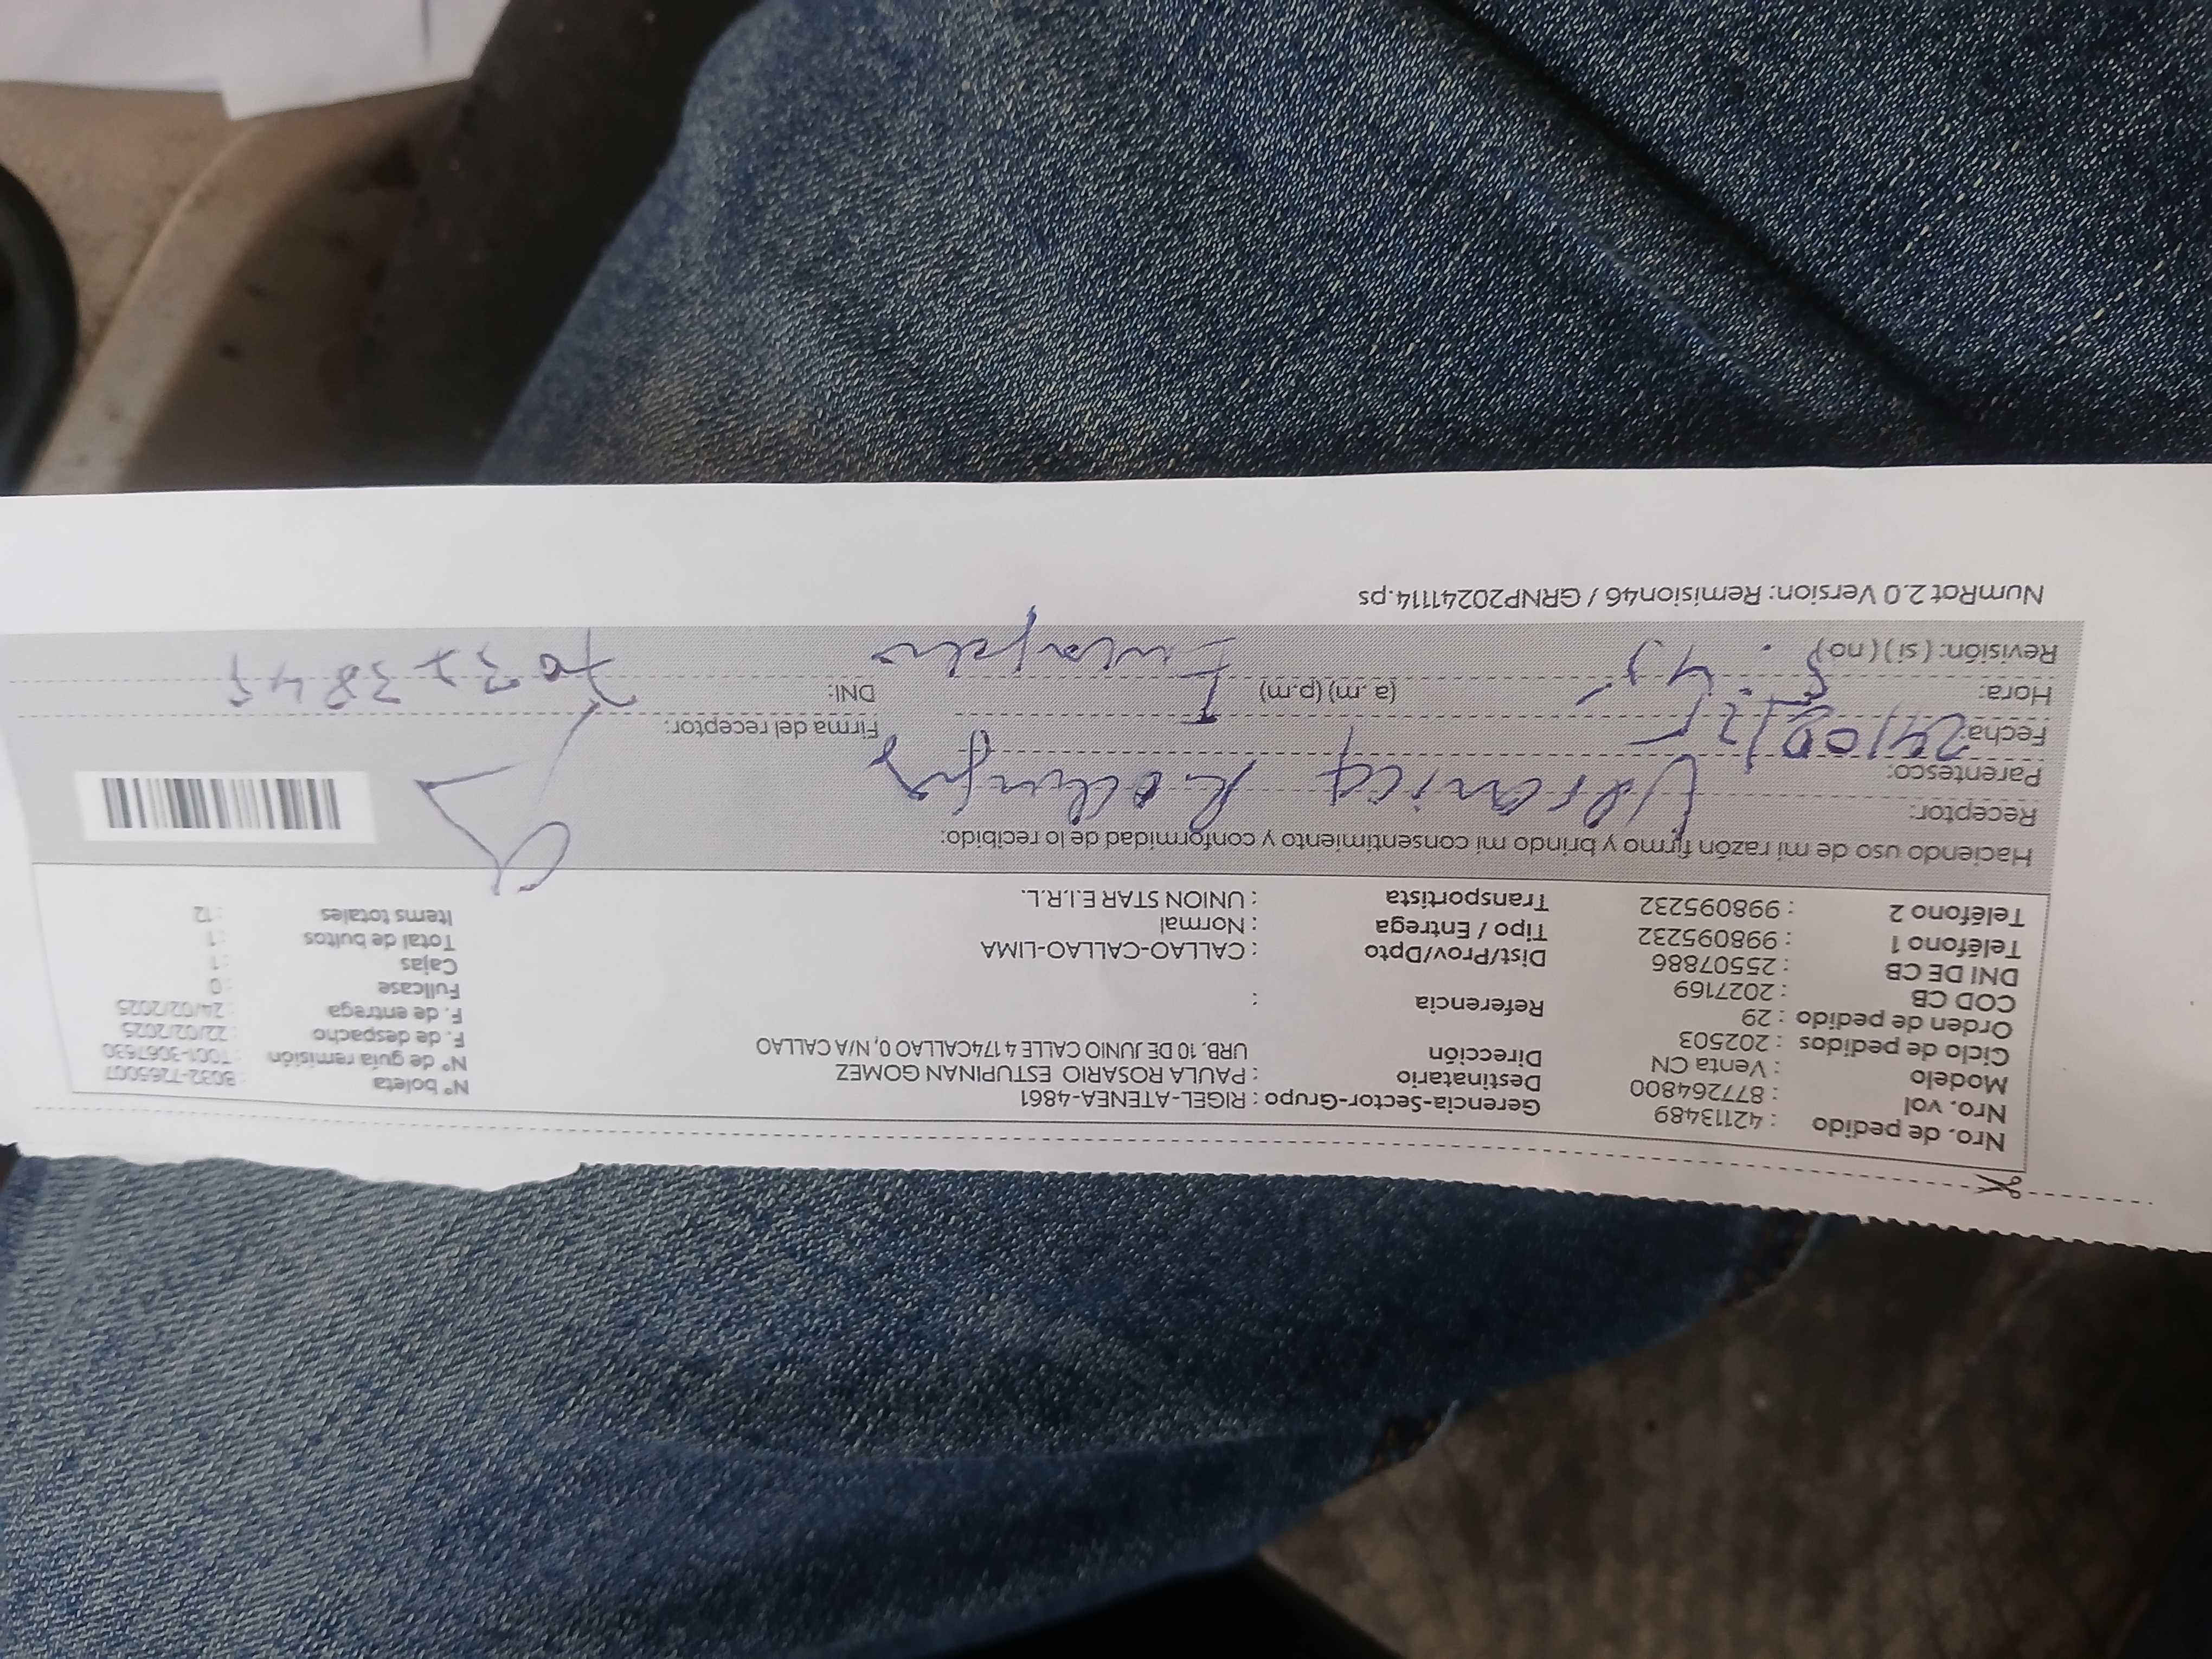 Nro. de pedido : 42113489 Gerencia-Sector-Grupo : RIGEL-ATENEA-4861 N° boleta : B032-7265007
Nro. vol : 877264800 Destinatario : PAULA ROSARIO ESTUPINAN GOMEZ N° de guía remisión : T001-3067630
Modelo : Venta CN Dirección : URB. 10 DE JUNIO CALLE 4 174CALLAO 0, N/A CALLAO F. de despacho : 22/02/2025
Ciclo de pedidos : 202503 F. de entrega : 24/02/2025
Orden de pedido : 29 Referencia : Fullcase : 0
COD CB : 2027169 Cajas : 1
DNI DE CB : 25507886 Dist/Prov/Dpto : CALLAO-CALLAO-LIMA Total de bultos : 1
Teléfono 1 : 998095232 Tipo / Entrega : Normal Items totales : 12
Teléfono 2 : 998095232 Transportista : UNION STAR E.I.R.L.
Haciendo uso de mi razón firmo y brindo mi consentimiento y conformidad de lo recibido:
Receptor: Veronica
Parentesco:
Fecha: Firma del receptor:
Hora: (a.m) (p.m) DNI:
Revisión: ( si ) ( no )
NumRot 2.0 Version: Remision46 / GRNP20241114.ps